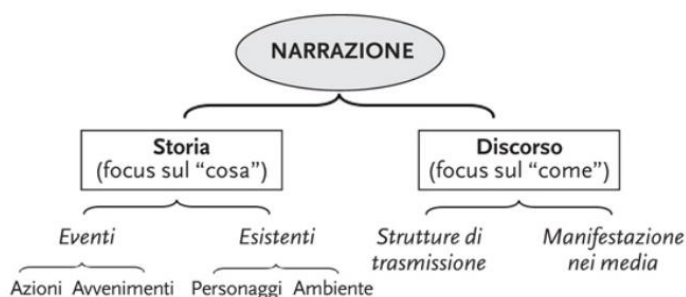 NARRAZIONE
Storia
(focus sul “cosa”)
Discorso
(focus sul “come”)
Eventi
Esistenti
Strutture di
trasmissione
Manifestazione
nei media
Azioni Avvenimenti
Personaggi Ambiente